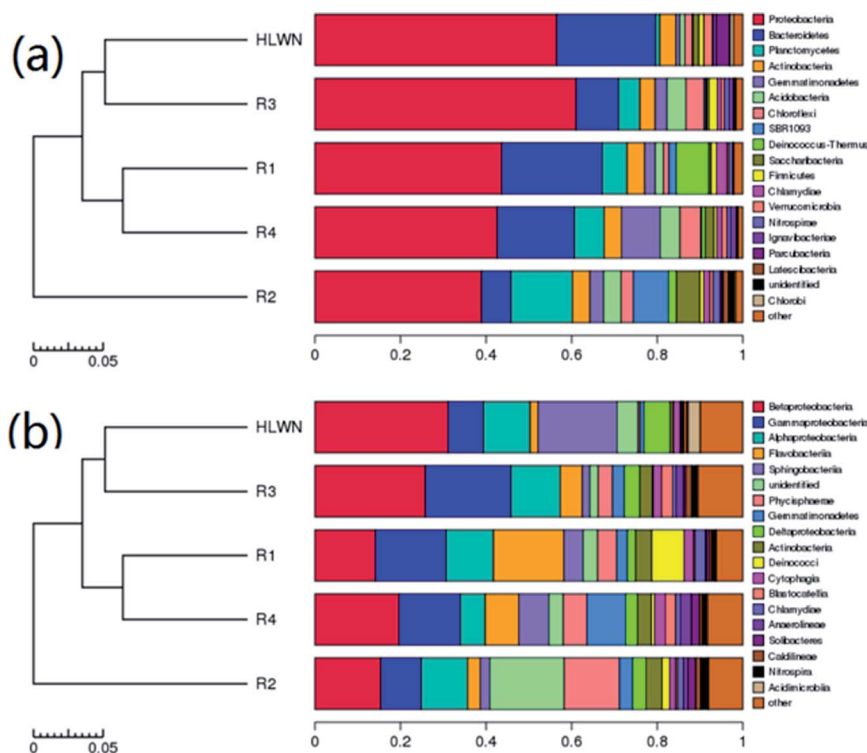 (a)
HLWN
R3
R1
R4
R2
0 0.05
0 0.2 0.4 0.6 0.8 1
Proteobacteria
Bacteroidetes
Planctomycetes
Actinobacteria
Gemmatimonadetes
Acidobacteria
Chloroflexi
SBR1093
Deinococcus-Thermus
Saccharibacteria
Firmicutes
Chlamydiae
Verrucomicrobia
Nitrospirae
Ignavibacteriae
Parcubacteria
Latescibacteria
unidentified
Chlorobi
other
(b)
HLWN
R3
R1
R4
R2
0 0.05
0 0.2 0.4 0.6 0.8 1
Betaproteobacteria
Gammaproteobacteria
Alphaproteobacteria
Flavobacteriia
Sphingobacteriia
unidentified
Phycisphaerae
Gemmatimonadetes
Deltaproteobacteria
Actinobacteria
Deinococci
Cytophagia
Blastocatellia
Chlamydiae
Anaerolineae
Solibacteres
Caldilineae
Nitrospira
Acidimicrobiia
other